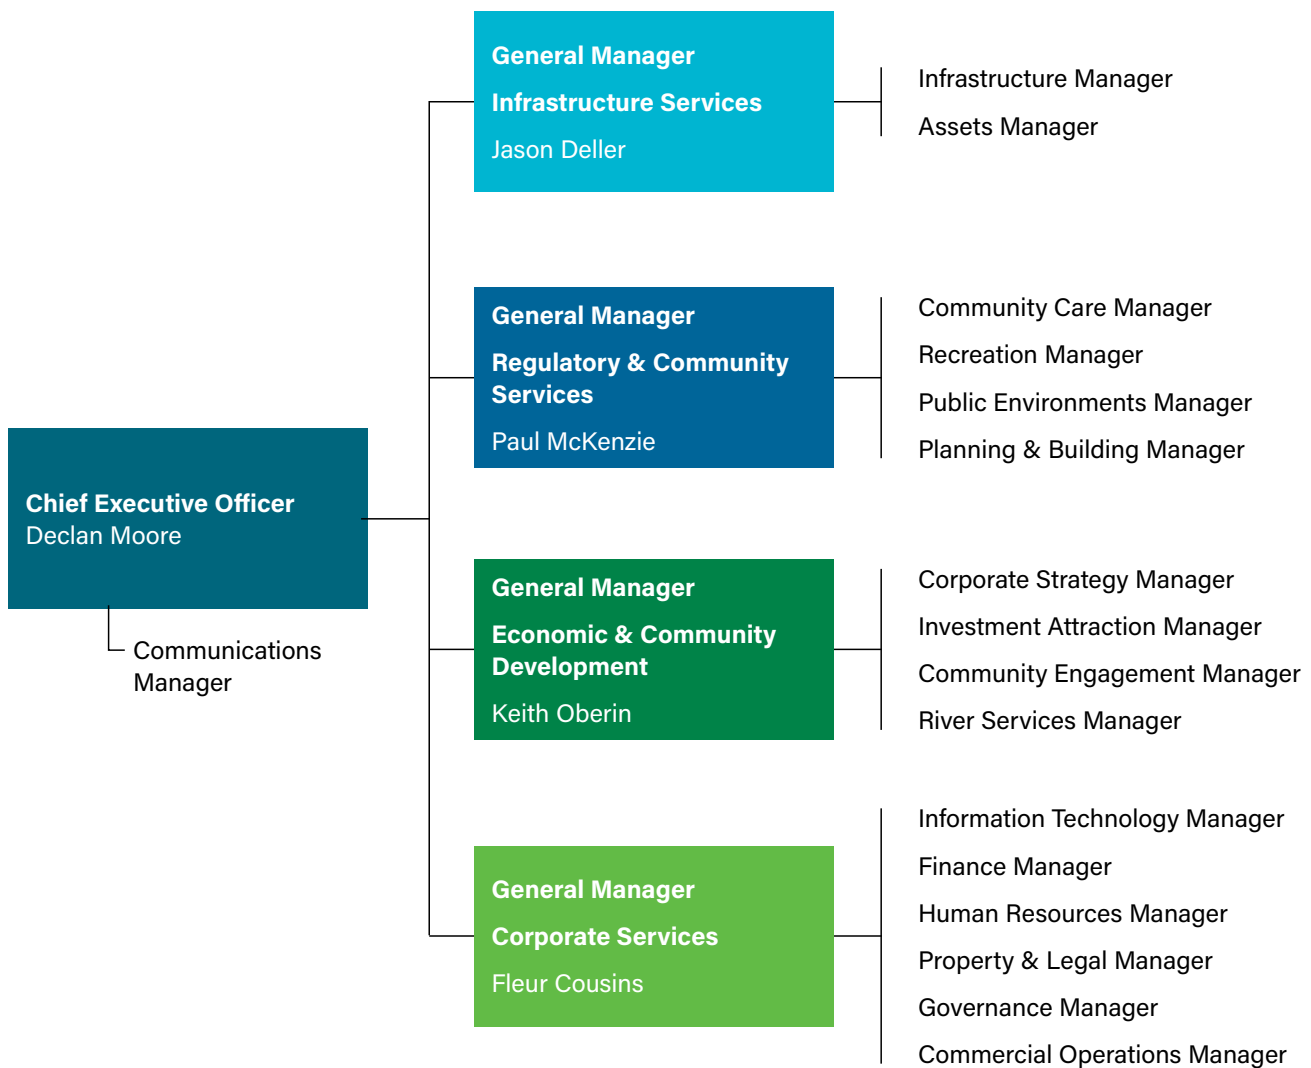 Chief Executive Officer
Declan Moore
Communications
Manager
General Manager
Infrastructure Services
Jason Deller
Infrastructure Manager
Assets Manager
General Manager
Regulatory & Community
Services
Paul McKenzie
Community Care Manager
Recreation Manager
Public Environments Manager
Planning & Building Manager
General Manager
Economic & Community
Development
Keith Oberin
Corporate Strategy Manager
Investment Attraction Manager
Community Engagement Manager
River Services Manager
General Manager
Corporate Services
Fleur Cousins
Information Technology Manager
Finance Manager
Human Resources Manager
Property & Legal Manager
Governance Manager
Commercial Operations Manager